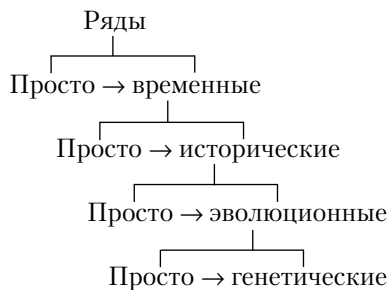 Ряды
Просто → временные
Просто → исторические
Просто → эволюционные
Просто → генетические